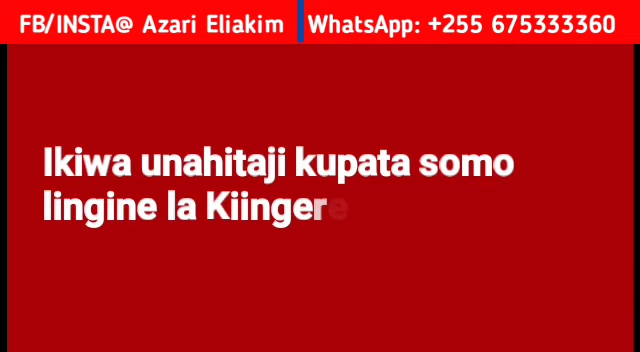 FB/INSTA@ Azari Eliakim WhatsApp: +255 675333360
Ikiwa unahitaji kupata somo
lingine la Kiingere